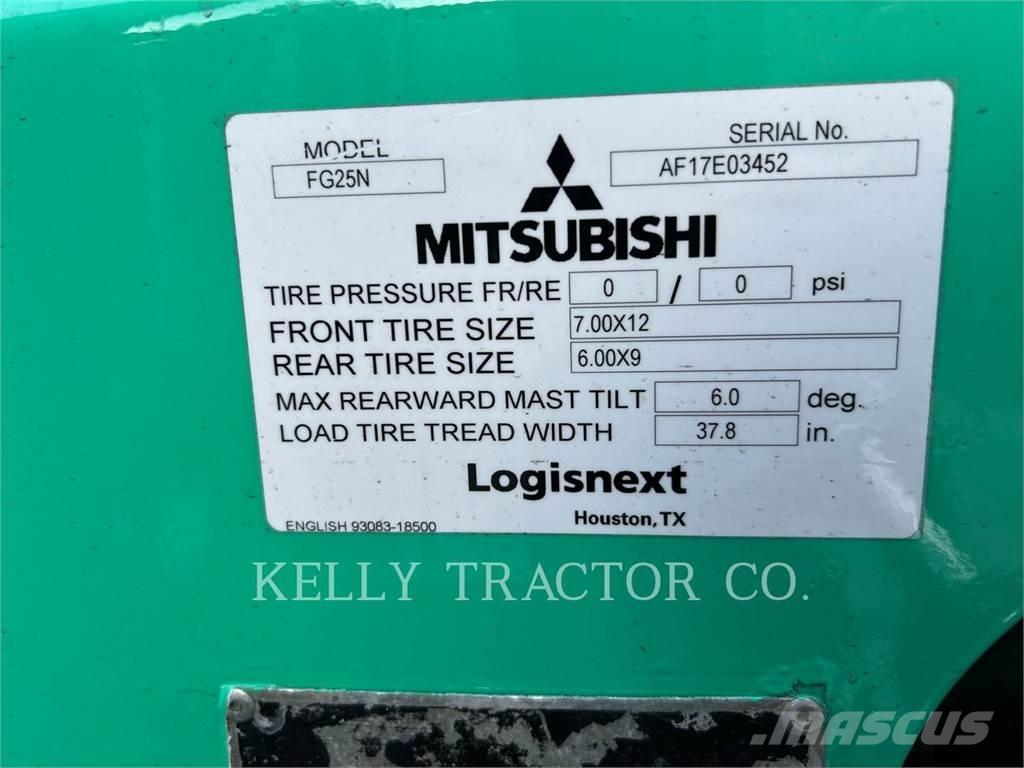 MODEL
FG25N
SERIAL No.
AF17E03452
MITSUBISHI
TIRE PRESSURE FR/RE 0 / 0 psi
FRONT TIRE SIZE 7.00X12
REAR TIRE SIZE 6.00X9
MAX REARWARD MAST TILT 6.0 deg.
LOAD TIRE TREAD WIDTH 37.8 in.
Logisnext
Houston, TX
ENGLISH 93083-18500
KELLY TRACTOR CO.
MASCUS